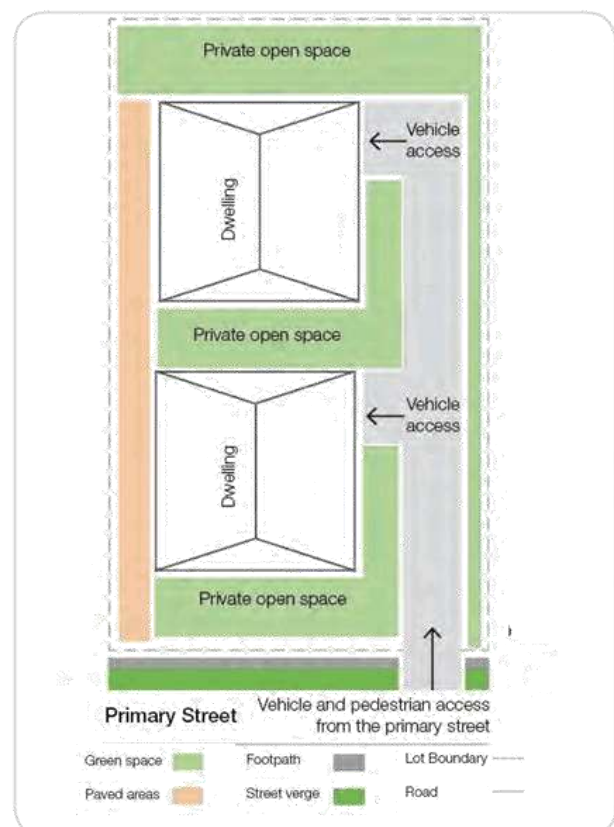 Private open space
Vehicle
access
Dwelling
Private open space
Vehicle
access
Dwelling
Private open space
Primary Street
Vehicle and pedestrian access
from the primary street
Green space
Footpath
Lot Boundary
Paved areas
Street verge
Road